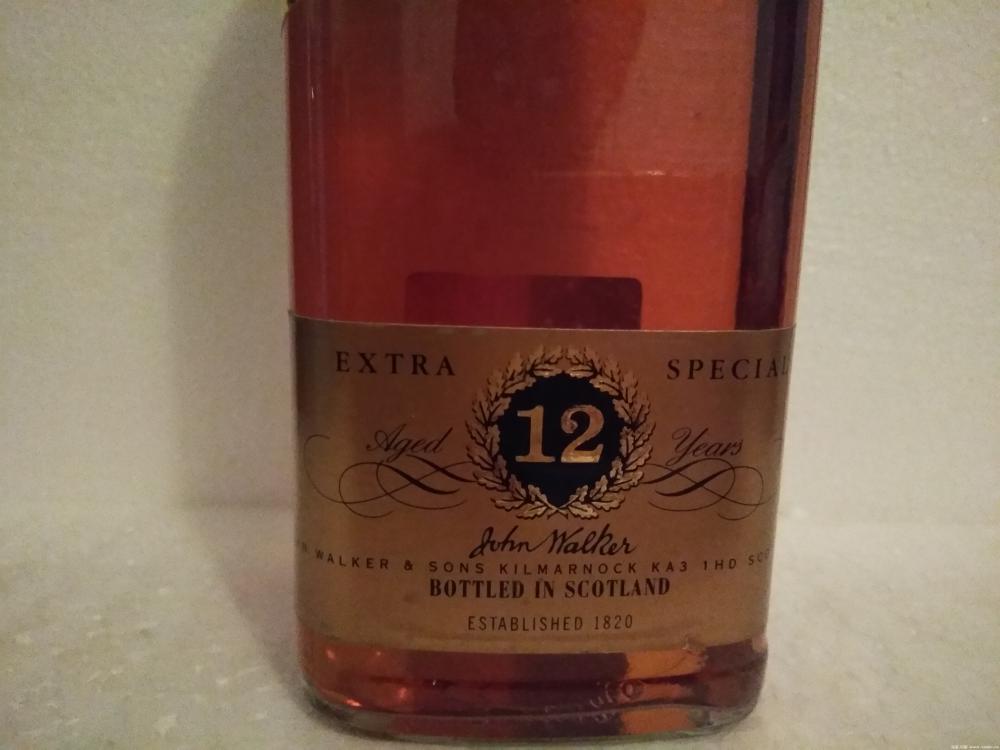 EXTRA SPECIAL
12
Aged Years
John Walker
WALKER & SONS KILMARNOCK KA3 1HD
BOTTLED IN SCOTLAND
ESTABLISHED 1820